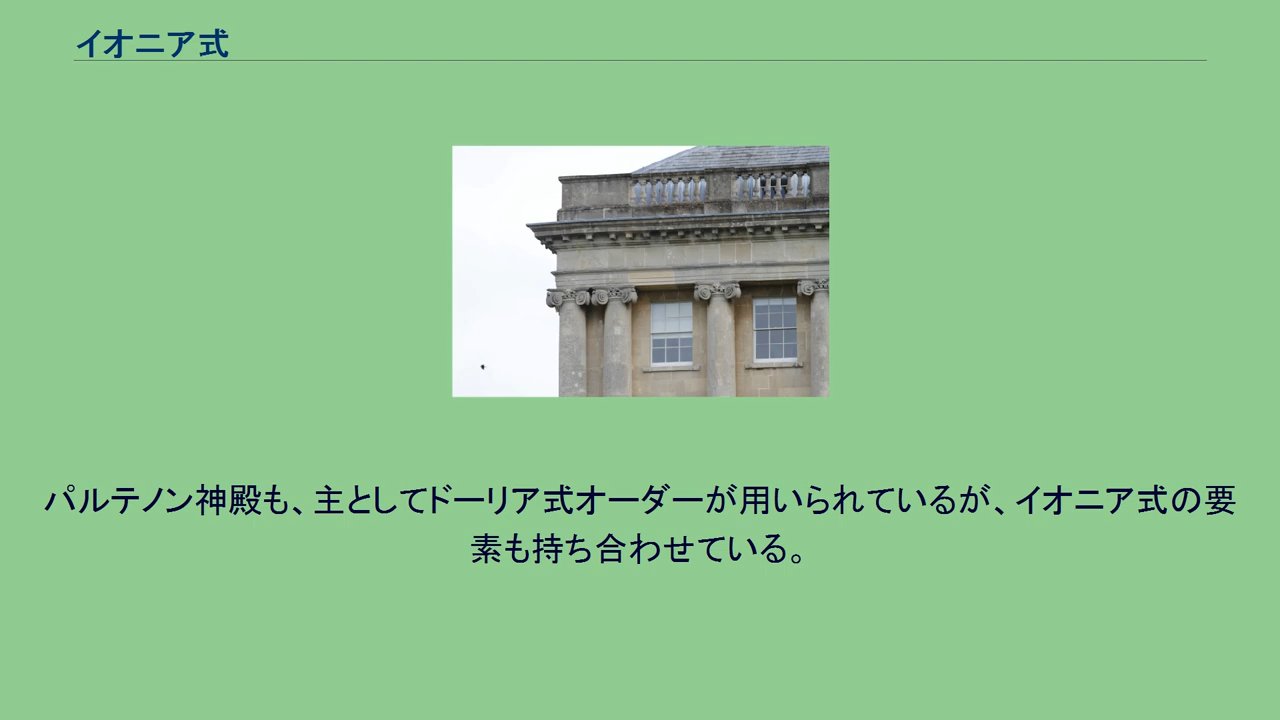 イオニア式
パルテノン神殿も、主としてドーリア式オーダーが用いられているが、イオニア式の要
素も持ち合わせている。